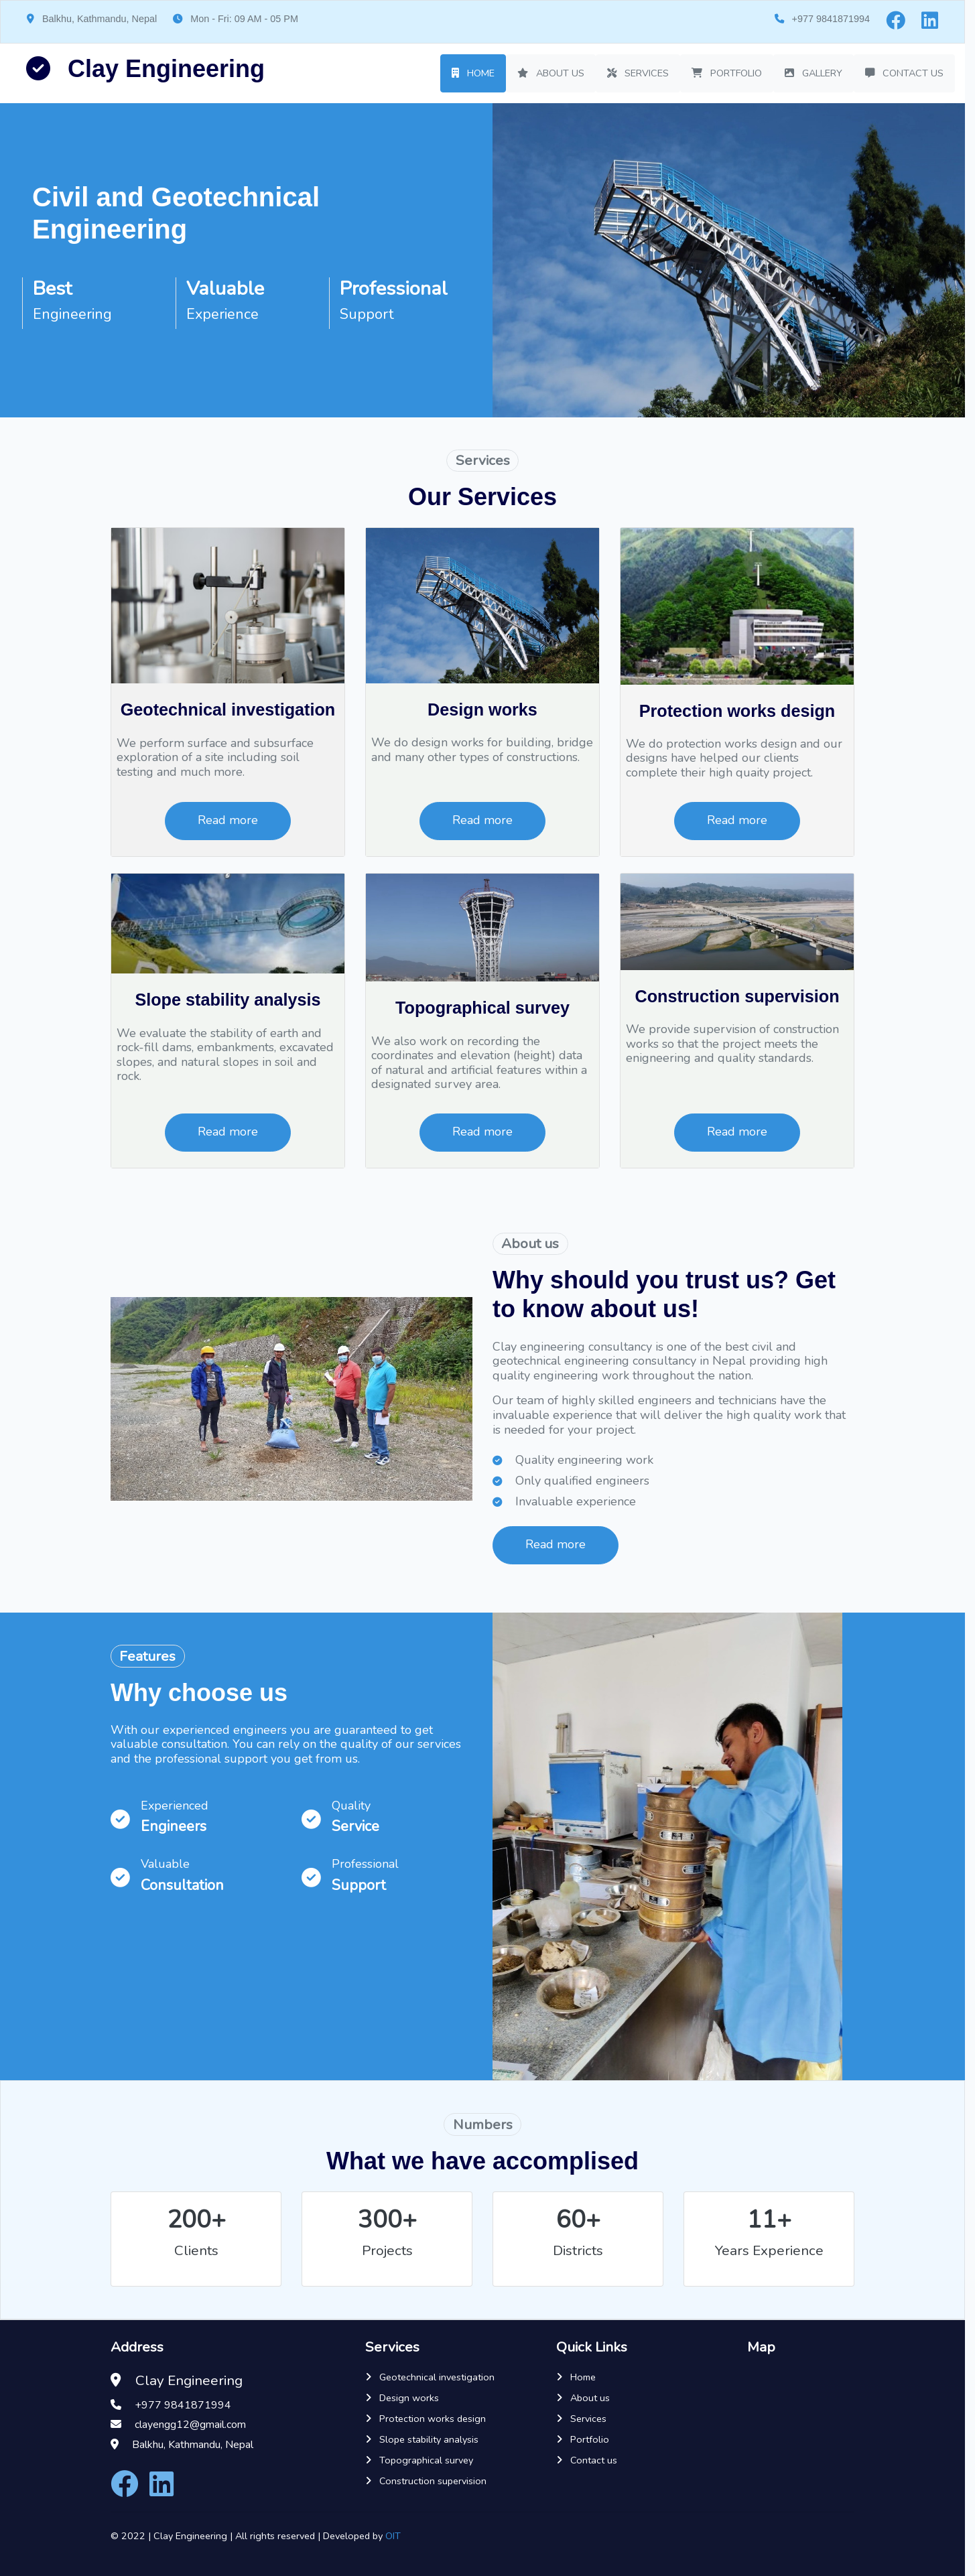 Balkhu, Kathmandu, Nepal Mon - Fri: 09 AM - 05 PM +977 9841871994
Clay Engineering
HOME ABOUT US SERVICES PORTFOLIO GALLERY CONTACT US
Civil and Geotechnical
Engineering
Best Valuable Professional
Engineering Experience Support
Services
Our Services
Geotechnical investigation
We perform surface and subsurface
exploration of a site including soil
testing and much more.
Read more
Design works
We do design works for building, bridge
and many other types of constructions.
Read more
Protection works design
We do protection works design and our
designs have helped our clients
complete their high quaity project.
Read more
Slope stability analysis
We evaluate the stability of earth and
rock-fill dams, embankments, excavated
slopes, and natural slopes in soil and
rock.
Read more
Topographical survey
We also work on recording the
coordinates and elevation (height) data
of natural and artificial features within a
designated survey area.
Read more
Construction supervision
We provide supervision of construction
works so that the project meets the
enigneering and quality standards.
Read more
About us
Why should you trust us? Get
to know about us!
Clay engineering consultancy is one of the best civil and
geotechnical engineering consultancy in Nepal providing high
quality engineering work throughout the nation.
Our team of highly skilled engineers and technicians have the
invaluable experience that will deliver the high quality work that
is needed for your project.
Quality engineering work
Only qualified engineers
Invaluable experience
Read more
Features
Why choose us
With our experienced engineers you are guaranteed to get
valuable consultation. You can rely on the quality of our services
and the professional support you get from us.
Experienced
Engineers
Quality
Service
Valuable
Consultation
Professional
Support
Numbers
What we have accomplised
200+
Clients
300+
Projects
60+
Districts
11+
Years Experience
Address
Clay Engineering
+977 9841871994
clayengg12@gmail.com
Balkhu, Kathmandu, Nepal
Services
Geotechnical investigation
Design works
Protection works design
Slope stability analysis
Topographical survey
Construction supervision
Quick Links
Home
About us
Services
Portfolio
Contact us
Map
© 2022 | Clay Engineering | All rights reserved | Developed by OIT